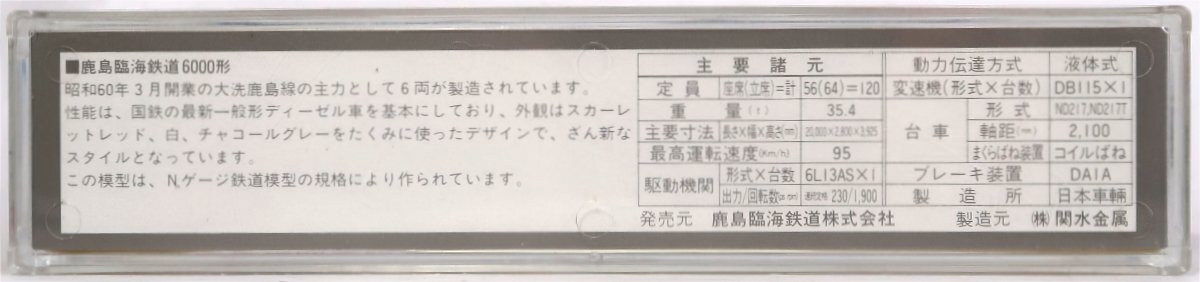 ■鹿島臨海鉄道6000形
昭和60年3月開業の大洗鹿島線の主力として6両が製造されています。
性能は、国鉄の最新一般形ディーゼル車を基本にしており、外観はスカーレ
ットレッド、白、チャコールグレーをたくみに使ったデザインで、ざん新な
スタイルとなっています。
この模型は、Nゲージ鉄道模型の規格により作られています。
主要諸元
定員 座席(立席)=計 56(64)=120
重量(t) 35.4
主要寸法 長さ×幅×高さ(mm) 20,000×2,800×3,925
最高運転速度(Km/h) 95
駆動機関 形式×台数 6L13AS×1
出力/回転数(ps rpm) 連続定格 230/1,900
動力伝達方式 液体式
変速機(形式×台数) DB115×1
台車 形式 ND217,ND217T
軸距(mm) 2,100
まくらばね装置 コイルばね
ブレーキ装置 DA1A
製造所 日本車輛
発売元 鹿島臨海鉄道株式会社 製造元 ㈱関水金属